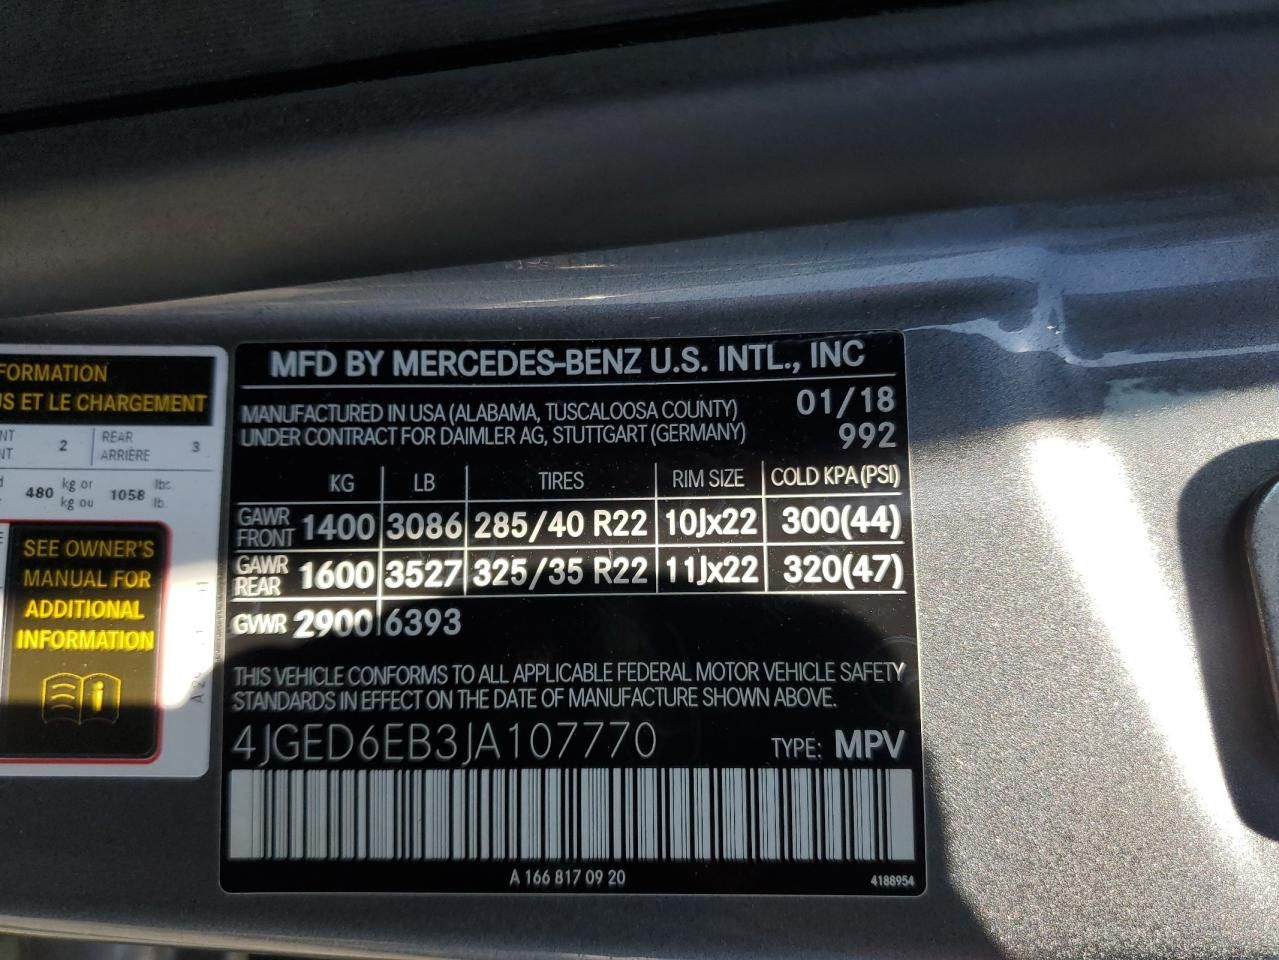 FORMATION
US ET LE CHARGEMENT
NT 2 REAR 3
NT ARRIÈRE
480 kg or 1058 lbs.
kg ou lb.
SEE OWNER'S
MANUAL FOR
ADDITIONAL
INFORMATION
MFD BY MERCEDES-BENZ U.S. INTL., INC
MANUFACTURED IN USA (ALABAMA, TUSCALOOSA COUNTY) 01/18
UNDER CONTRACT FOR DAIMLER AG, STUTTGART (GERMANY) 992
KG LB TIRES RIM SIZE COLD KPA (PSI)
GAWR FRONT 1400 3086 285/40 R22 10Jx22 300(44)
GAWR REAR 1600 3527 325/35 R22 11Jx22 320(47)
GVWR 2900 6393
THIS VEHICLE CONFORMS TO ALL APPLICABLE FEDERAL MOTOR VEHICLE SAFETY
STANDARDS IN EFFECT ON THE DATE OF MANUFACTURE SHOWN ABOVE.
4JGED6EB3JA107770 TYPE: MPV
A 166 817 09 20
4188954